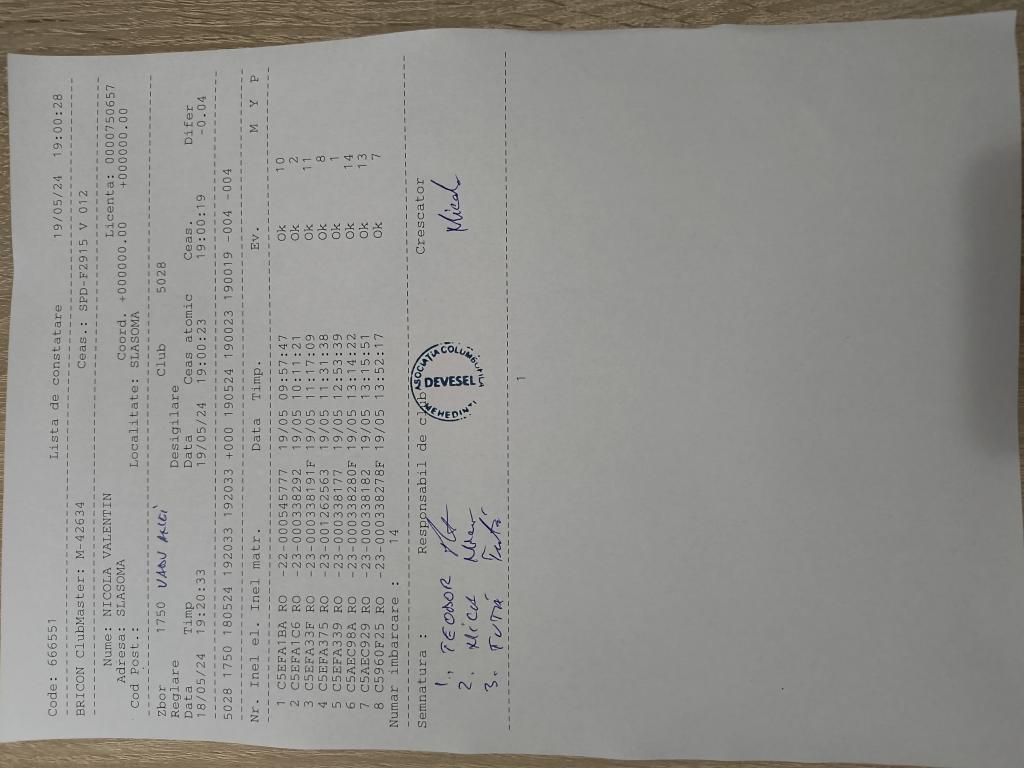 Code: 666551 Lista de constatare 19/05/24 19:00:28
BRICON ClubMaster: M-42634 Ceas.: SPD-F2915 V 012
Nume: NICOLA VALENTIN Licenta: 0000750657
Adresa: SLASOMA Coord. +000000.00 +000000.00
Cod Post.: Localitate: SLASOMA
Zbor 1750 Club 5028
Reglare Desigilare
Data Timp Data Ceas atomic Ceas. Difer
18/05/24 19:20:33 19/05/24 19:00:23 19:00:19 -0.04
5028 1750 180524 192033 192033 +000 190524 190023 190019 -004 -004
Nr. Inel el. Inel matr. Data Timp. Ev. M Y P
1 C5EFA1BA RO -22-000545777 19/05 09:57:47 Ok 10
2 C5EFA1C6 RO -23-000338292 19/05 10:11:21 Ok 2
3 C5EFA33F RO -23-000338191F 19/05 11:17:09 Ok 11
4 C5EFA375 RO -23-001262563 19/05 11:31:38 Ok 8
5 C5EFA339 RO -23-000338177 19/05 12:53:39 Ok 1
6 C5AEC98A RO -23-000338280F 19/05 13:14:22 Ok 14
7 C5AEC929 RO -23-000338182 19/05 13:15:51 Ok 13
8 C5960F25 RO -23-000338278F 19/05 13:52:17 Ok 7
Numar imbarcare : 14
Sematura : Responsabil de club Crescator
ASOCIATIA COLUMBOFILA
DEVESEL
MEHEDINTI
1., TEODOR
2. MICU
3. TUTĂ Tută
1